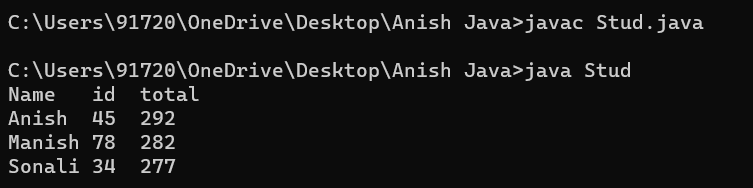 C:\Users\91720\OneDrive\Desktop\Anish Java>javac Stud.java
C:\Users\91720\OneDrive\Desktop\Anish Java>java Stud
Name   id  total
Anish  45  292
Manish 78  282
Sonali 34  277